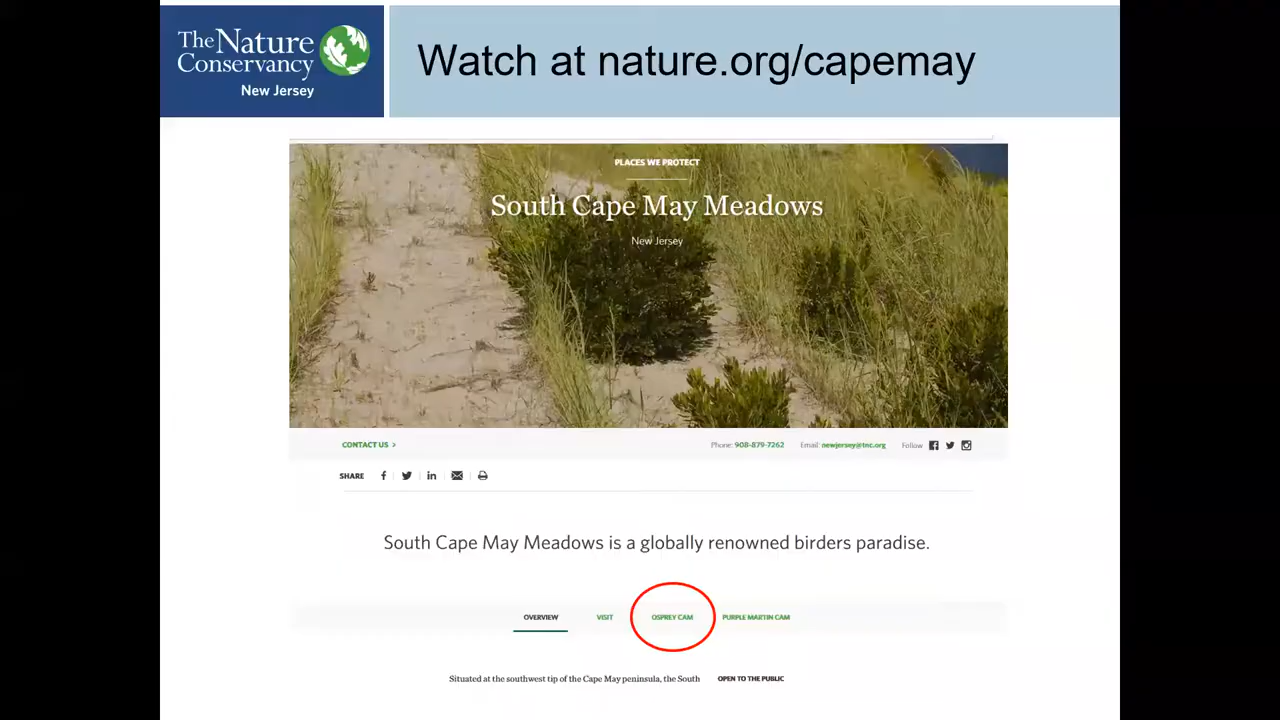 The Nature
Conservancy
New Jersey
Watch at nature.org/capemay
PLACES WE PROTECT
South Cape May Meadows
New Jersey
CONTACT US >
Phone: 908-879-7262 Email: newjersey@tnc.org Follow
SHARE
South Cape May Meadows is a globally renowned birders paradise.
OVERVIEW VISIT OSPREY CAM PURPLE MARTIN CAM
Situated at the southwest tip of the Cape May peninsula, the South OPEN TO THE PUBLIC